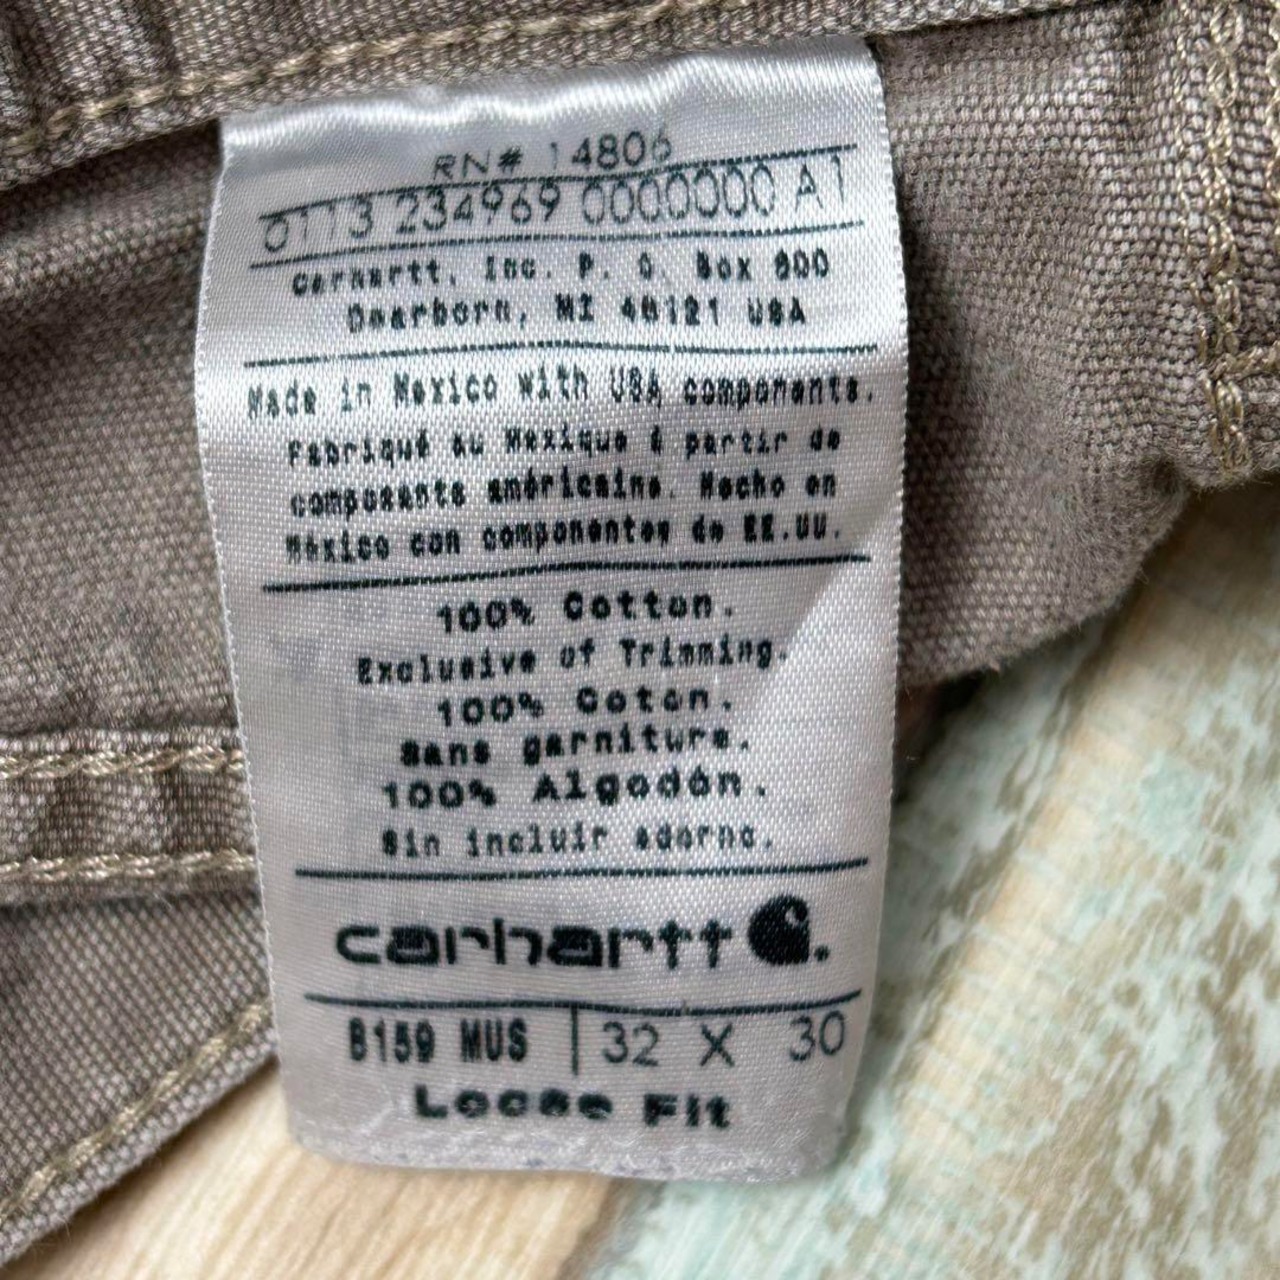 RN# 14806
0113 234969 0000000 A1
Carhartt, Inc. P. O. Box 600
Dearborn, MI 48121 USA
Made in Mexico with USA components.
Fabriqué au Mexique à partir de
composants américains. Hecho en
México con componentes de EE.UU.
100% Cotton.
Exclusive of Trimming.
100% Coton.
Sans garniture.
100% Algodón.
Sin incluir adorno.
carhartt
B159 MUS 32 X 30
Loose Fit